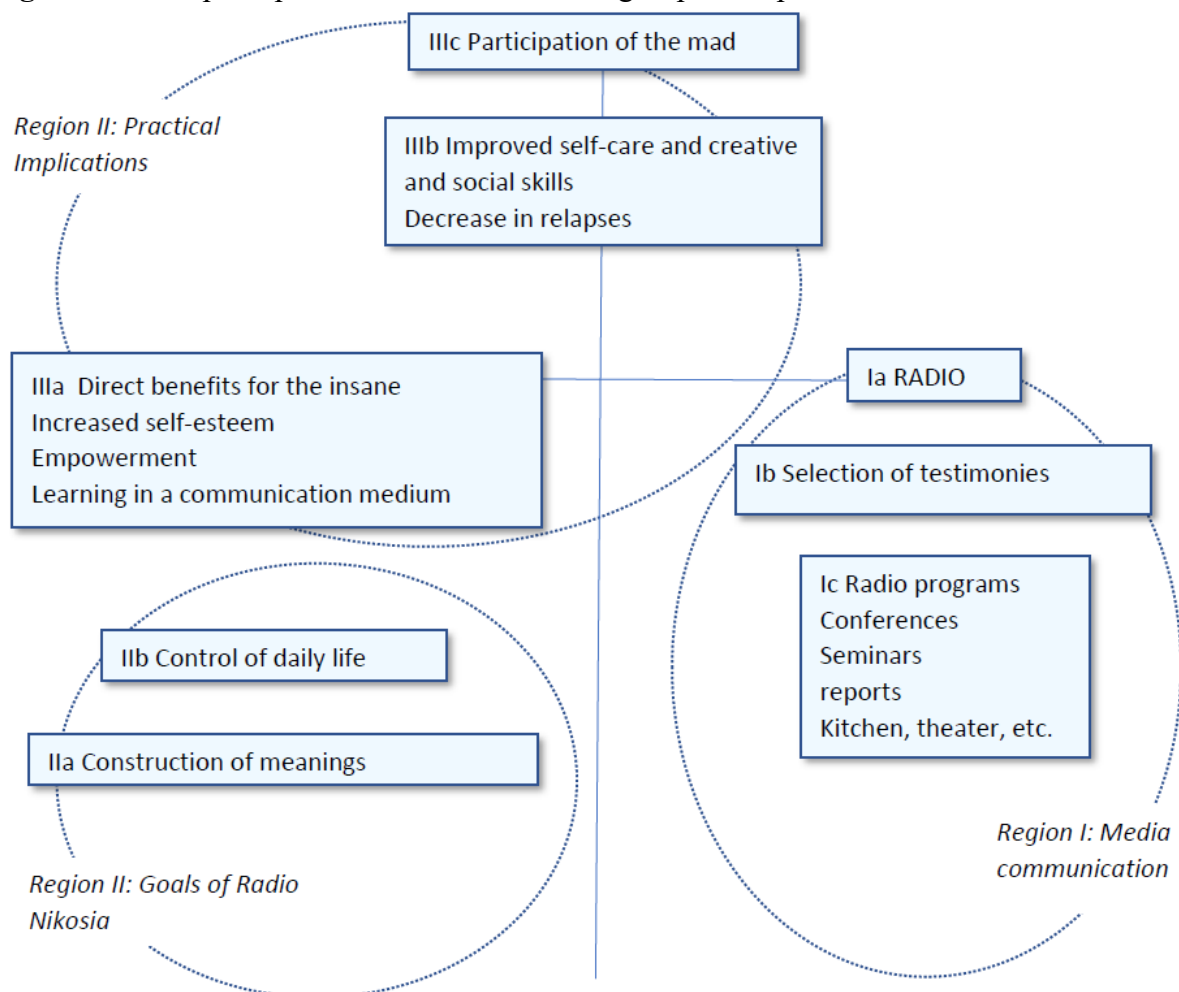 IIIc Participation of the mad
Region II: Practical
Implications
IIIb Improved self-care and creative
and social skills
Decrease in relapses
IIIa Direct benefits for the insane
Increased self-esteem
Empowerment
Learning in a communication medium
Ia RADIO
Ib Selection of testimonies
Ic Radio programs
Conferences
Seminars
reports
Kitchen, theater, etc.
IIb Control of daily life
IIa Construction of meanings
Region I: Media
communication
Region II: Goals of Radio
Nikosia